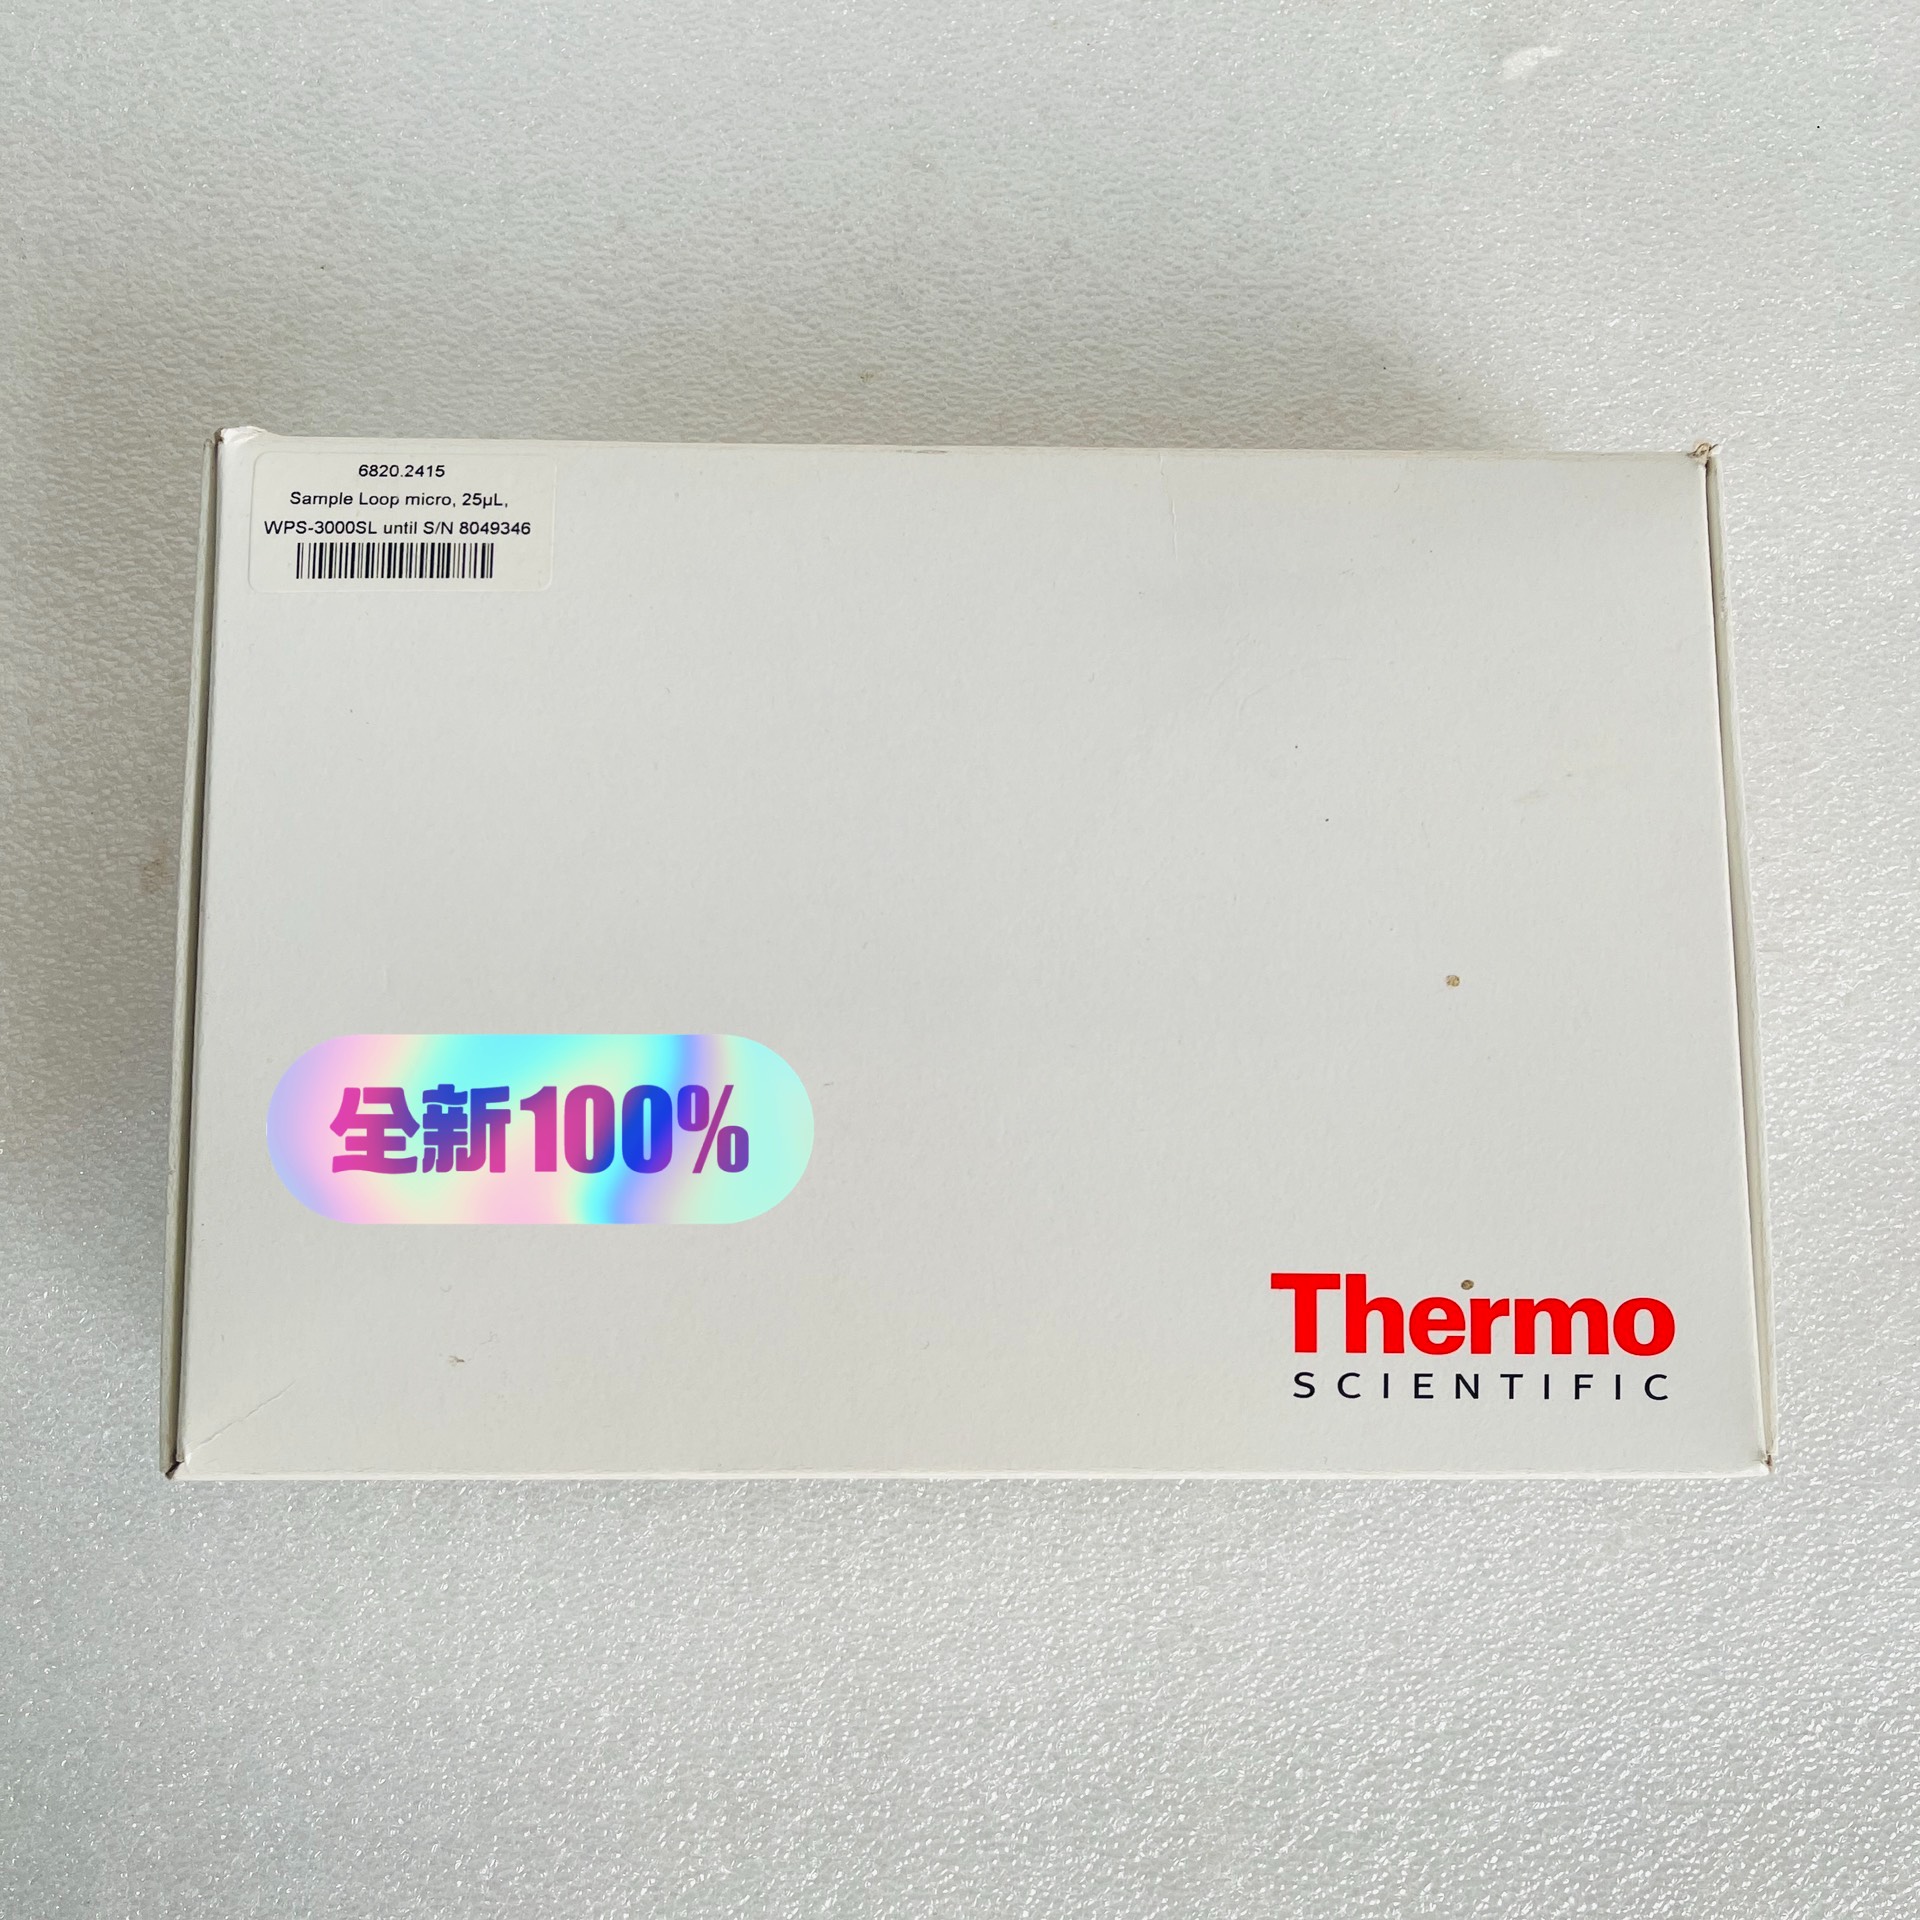 6820.2415
Sample Loop micro, 25µL,
WPS-3000SL until S/N 8049346
全新100%
Thermo
SCIENTIFIC